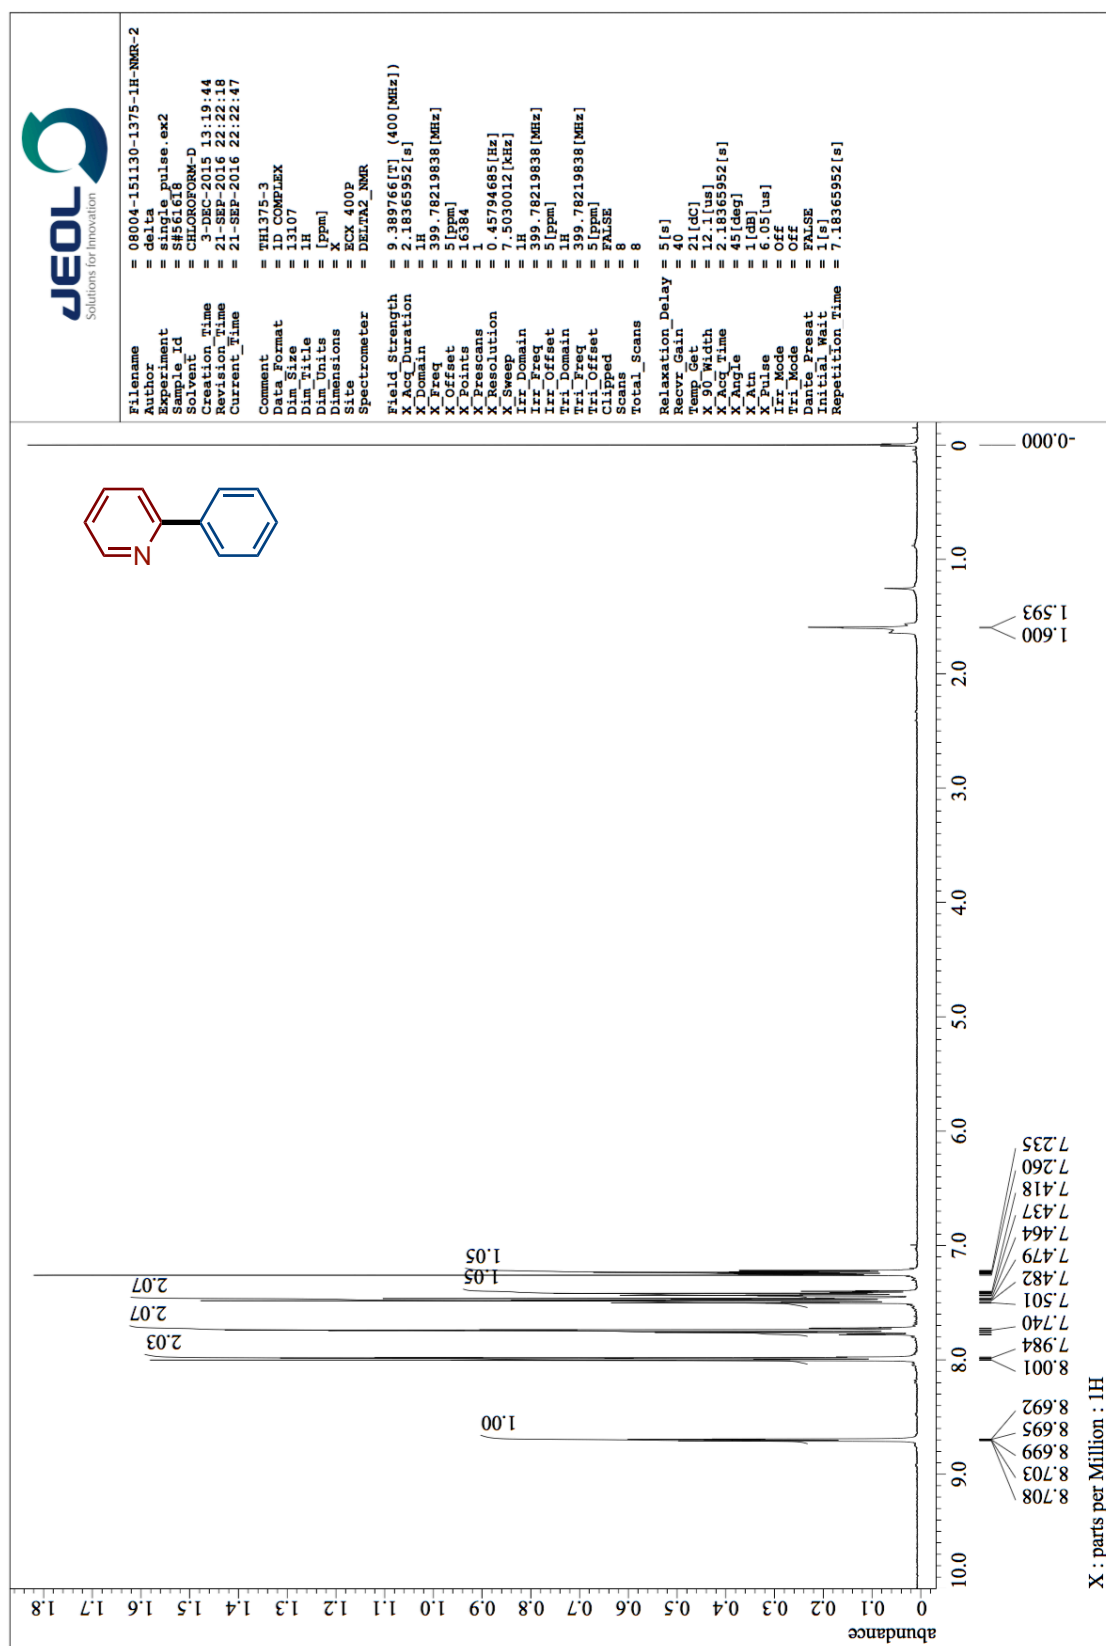 JEOL
Solutions for Innovation
Filename = 08004-151130-1375-1H-NMR-2
Author = delta
Experiment = single_pulse.ex2
Sample_Id = S#561618
Solvent = CHLOROFORM-D
Creation_Time = 3-DEC-2015 13:19:44
Revision_Time = 21-SEP-2016 22:22:18
Current_Time = 21-SEP-2016 22:22:47
Comment = TH1375-3
Data_Format = 1D COMPLEX
Dim_Size = 13107
Dim_Title = 1H
Dim_Units = [ppm]
Dimensions = X
Site = ECX 400P
Spectrometer = DELTA2_NMR
Field_Strength = 9.389766[T] (400[MHz])
X_Acq_Duration = 2.18365952[s]
X_Domain = 1H
X_Freq = 399.78219838[MHz]
X_Offset = 5[ppm]
X_Points = 16384
X_Prescans = 1
X_Resolution = 0.45794685[Hz]
X_Sweep = 7.5030012[kHz]
Irr_Domain = 1H
Irr_Freq = 399.78219838[MHz]
Irr_Offset = 5[ppm]
Tri_Domain = 1H
Tri_Freq = 399.78219838[MHz]
Tri_Offset = 5[ppm]
Clipped = FALSE
Scans = 8
Total_Scans = 8
Relaxation_Delay = 5[s]
Recvr_Gain = 40
Temp_Get = 21[dC]
X_90_Width = 12.1[us]
X_Acq_Time = 2.18365952[s]
X_Angle = 45[deg]
X_Atn = 1[dB]
X_Pulse = 6.05[us]
Irr_Mode = Off
Tri_Mode = Off
Dante_Presat = FALSE
Initial_Wait = 1[s]
Repetition_Time = 7.18365952[s]
N
abundance
0 0.1 0.2 0.3 0.4 0.5 0.6 0.7 0.8 0.9 1.0 1.1 1.2 1.3 1.4 1.5 1.6 1.7 1.8
1.00
2.03
2.07
2.07
1.05
1.05
10.0 9.0 8.0 7.0 6.0 5.0 4.0 3.0 2.0 1.0 0
8.708
8.703
8.699
8.695
8.692
8.001
7.984
7.740
7.501
7.482
7.479
7.464
7.437
7.418
7.260
7.235
1.600
1.593
-0.000
X : parts per Million : 1H